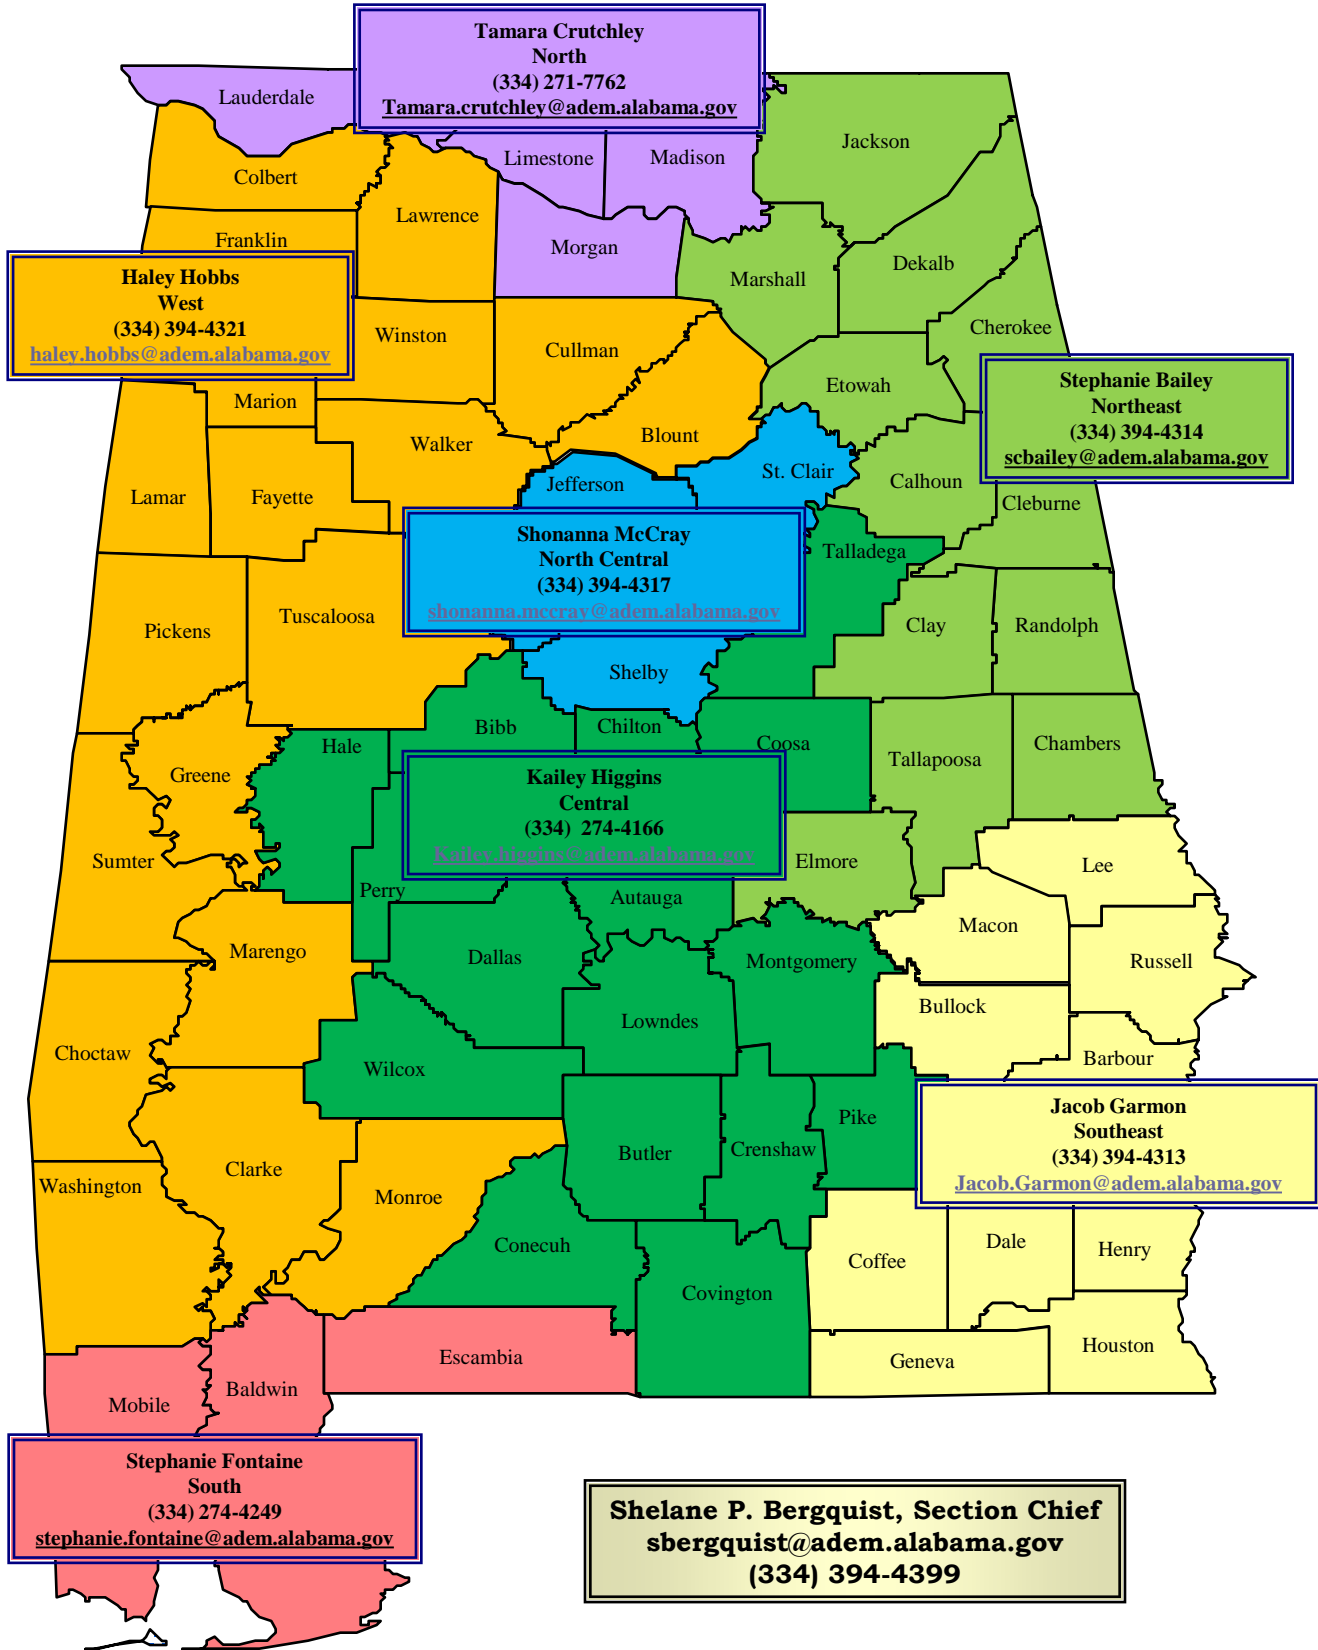 Tamara Crutchley
North
(334) 271-7762
Tamara.crutchley@adem.alabama.gov
Lauderdale
Limestone
Madison
Jackson
Colbert
Lawrence
Franklin
Morgan
Marshall
Dekalb
Haley Hobbs
West
(334) 394-4321
haley.hobbs@adem.alabama.gov
Winston
Cullman
Cherokee
Etowah
Stephanie Bailey
Northeast
(334) 394-4314
scbailey@adem.alabama.gov
Marion
Walker
Blount
St. Clair
Jefferson
Calhoun
Lamar
Fayette
Cleburne
Shonanna McCray
North Central
(334) 394-4317
shonanna.mccray@adem.alabama.gov
Talladega
Pickens
Tuscaloosa
Clay
Randolph
Shelby
Bibb
Chilton
Coosa
Hale
Chambers
Tallapoosa
Greene
Kailey Higgins
Central
(334) 274-4166
Kailey.higgins@adem.alabama.gov
Sumter
Elmore
Lee
Perry
Autauga
Macon
Marengo
Dallas
Montgomery
Russell
Bullock
Lowndes
Choctaw
Wilcox
Barbour
Jacob Garmon
Southeast
(334) 394-4313
Jacob.Garmon@adem.alabama.gov
Pike
Butler
Crenshaw
Clarke
Washington
Monroe
Conecuh
Coffee
Dale
Henry
Covington
Escambia
Geneva
Houston
Baldwin
Mobile
Stephanie Fontaine
South
(334) 274-4249
stephanie.fontaine@adem.alabama.gov
Shelane P. Bergquist, Section Chief
sbergquist@adem.alabama.gov
(334) 394-4399